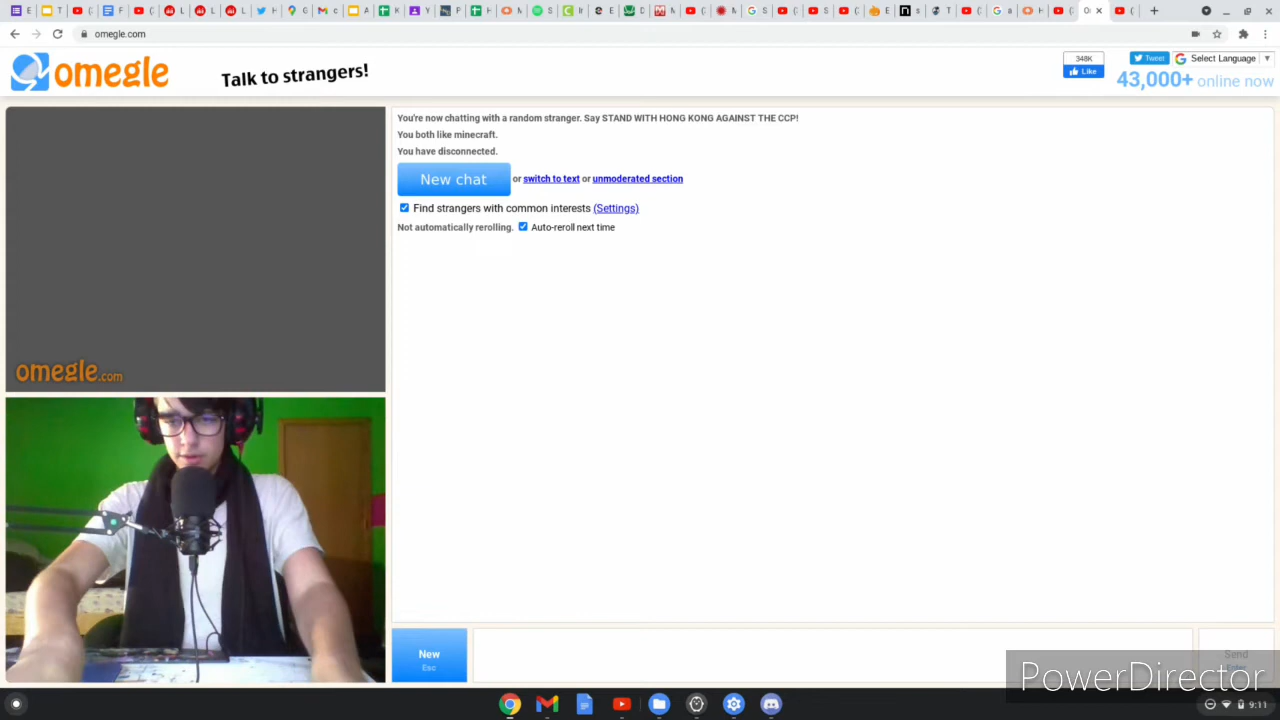 omegle.com
omegle
Talk to strangers!
348K
Like
Tweet
Select Language
43,000+ online now
You're now chatting with a random stranger. Say STAND WITH HONG KONG AGAINST THE CCP!
You both like minecraft.
You have disconnected.
New chat or switch to text or unmoderated section
Find strangers with common interests (Settings)
Not automatically rerolling. Auto-reroll next time
omegle.com
New
Esc
Send
PowerDirector
9:11